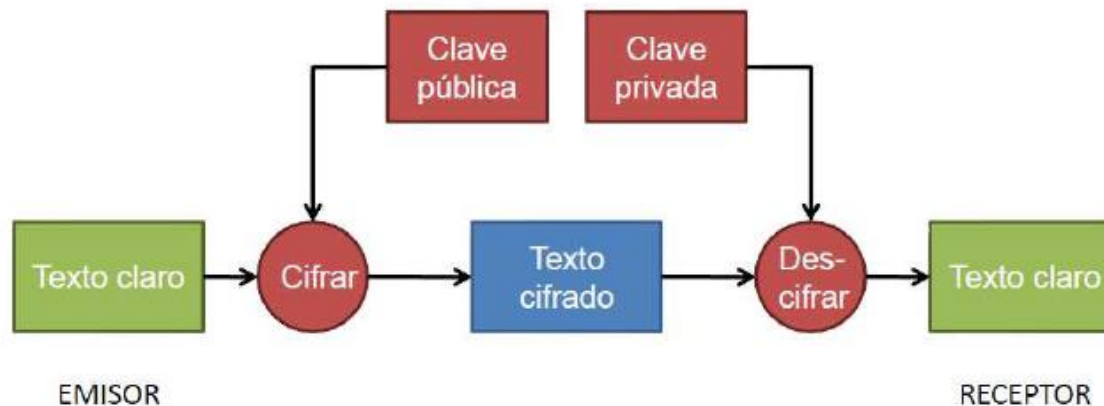 Clave
pública
Clave
privada
Texto claro
Cifrar
Texto
cifrado
Des-
cifrar
Texto claro
EMISOR
RECEPTOR